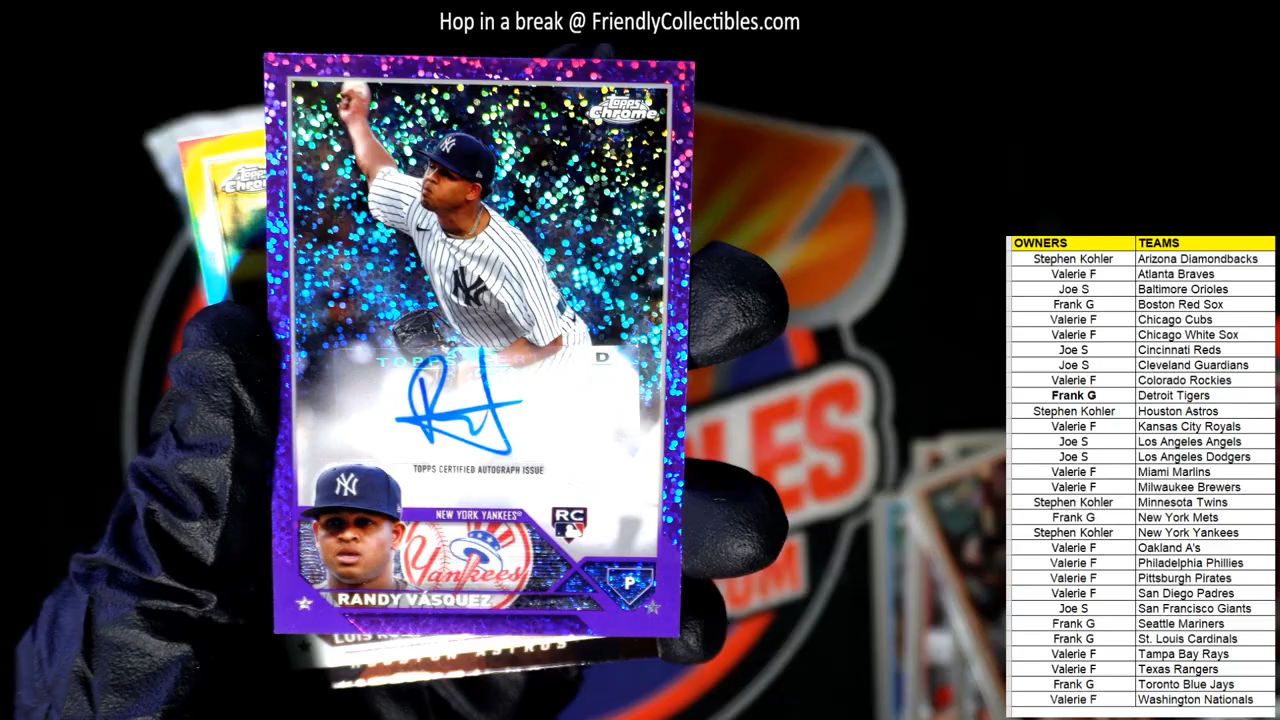 Hop in a break @ FriendlyCollectibles.com
Topps
Chrome
TOPPS CERTIFIED
TOPPS CERTIFIED AUTOGRAPH ISSUE
NEW YORK YANKEES®
RC
Yankees
P
RANDY VÁSQUEZ
LUIS
HOUSTON ASTROS
OWNERS TEAMS
Stephen Kohler Arizona Diamondbacks
Valerie F Atlanta Braves
Joe S Baltimore Orioles
Frank G Boston Red Sox
Valerie F Chicago Cubs
Valerie F Chicago White Sox
Joe S Cincinnati Reds
Joe S Cleveland Guardians
Valerie F Colorado Rockies
Frank G Detroit Tigers
Stephen Kohler Houston Astros
Valerie F Kansas City Royals
Joe S Los Angeles Angels
Joe S Los Angeles Dodgers
Valerie F Miami Marlins
Valerie F Milwaukee Brewers
Stephen Kohler Minnesota Twins
Frank G New York Mets
Stephen Kohler New York Yankees
Valerie F Oakland A's
Valerie F Philadelphia Phillies
Valerie F Pittsburgh Pirates
Valerie F San Diego Padres
Joe S San Francisco Giants
Frank G Seattle Mariners
Frank G St. Louis Cardinals
Valerie F Tampa Bay Rays
Valerie F Texas Rangers
Frank G Toronto Blue Jays
Valerie F Washington Nationals